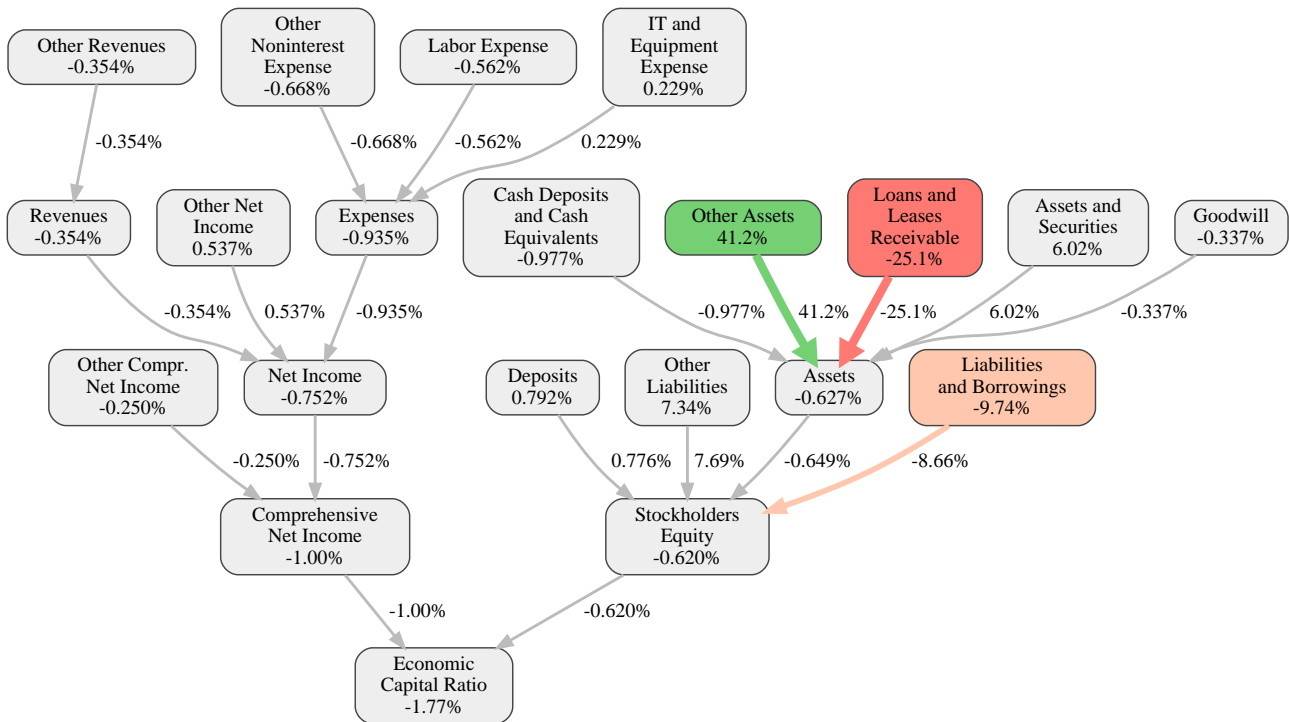 Other Revenues
-0.354%
Other
Noninterest
Expense
-0.668%
Labor Expense
-0.562%
IT and
Equipment
Expense
0.229%
-0.354%
-0.668%
-0.562%
0.229%
Revenues
-0.354%
Other Net
Income
0.537%
Expenses
-0.935%
Cash Deposits
and Cash
Equivalents
-0.977%
Other Assets
41.2%
Loans and
Leases
Receivable
-25.1%
Assets and
Securities
6.02%
Goodwill
-0.337%
-0.354%
0.537%
-0.935%
-0.977%
41.2%
-25.1%
6.02%
-0.337%
Other Compr.
Net Income
-0.250%
Net Income
-0.752%
Deposits
0.792%
Other
Liabilities
7.34%
Assets
-0.627%
Liabilities
and Borrowings
-9.74%
-0.250%
-0.752%
0.776%
7.69%
-0.649%
-8.66%
Comprehensive
Net Income
-1.00%
Stockholders
Equity
-0.620%
-1.00%
-0.620%
Economic
Capital Ratio
-1.77%